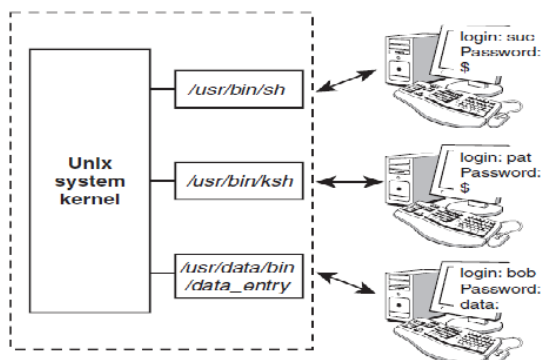 Unix
system
kernel
/usr/bin/sh
login: suc
Password:
$
/usr/bin/ksh
login: pat
Password:
$
/usr/data/bin
/data_entry
login: bob
Password:
data: